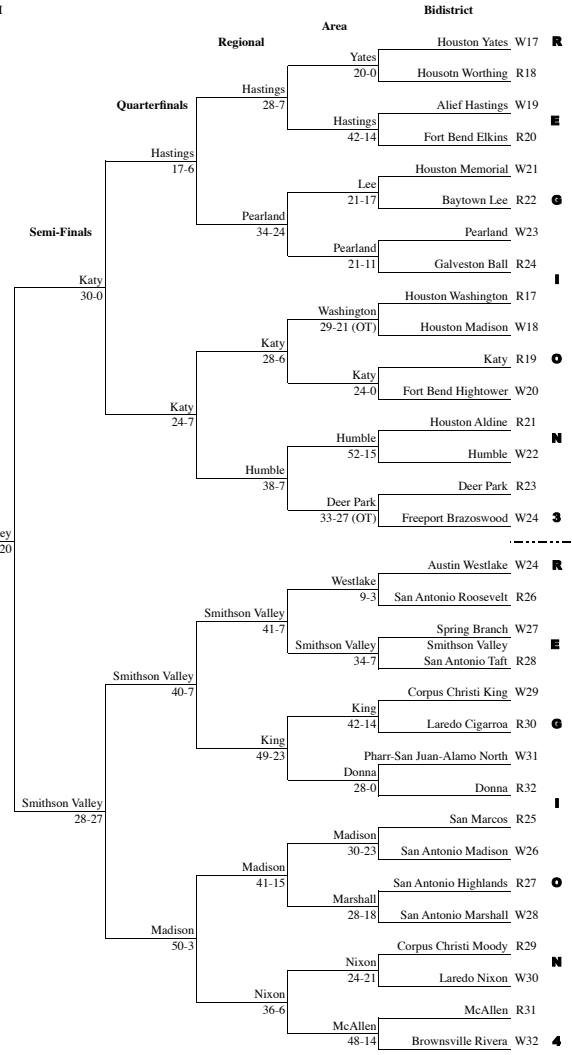 Bidistrict
Area
Regional
Quarterfinals
Semi-Finals
Houston Yates W17 R
Yates
20-0
Housotn Worthing R18
Hastings
28-7
Alief Hastings W19
E
Hastings
42-14
Fort Bend Elkins R20
Hastings
17-6
Houston Memorial W21
Lee
21-17
Baytown Lee R22 G
Pearland
34-24
Pearland W23
Pearland
21-11
Galveston Ball R24
I
Katy
30-0
Houston Washington R17
Washington
29-21 (OT)
Houston Madison W18
Katy
28-6
Katy R19 O
Katy
24-0
Fort Bend Hightower W20
Katy
24-7
Houston Aldine R21
N
Humble
52-15
Humble W22
Humble
38-7
Deer Park R23
Deer Park
33-27 (OT)
Freeport Brazoswood W24 3
ey
20
Austin Westlake W24 R
Westlake
9-3
San Antonio Roosevelt R26
Smithson Valley
41-7
Spring Branch W27
Smithson Valley
E
Smithson Valley
34-7
San Antonio Taft R28
Smithson Valley
40-7
Corpus Christi King W29
King
42-14
Laredo Cigarroa R30 G
King
49-23
Pharr-San Juan-Alamo North W31
Donna
28-0
Donna R32
I
Smithson Valley
28-27
San Marcos R25
Madison
30-23
San Antonio Madison W26
Madison
41-15
San Antonio Highlands R27 O
Marshall
28-18
San Antonio Marshall W28
Madison
50-3
Corpus Christi Moody R29
N
Nixon
24-21
Laredo Nixon W30
Nixon
36-6
McAllen R31
McAllen
48-14
Brownsville Rivera W32 4